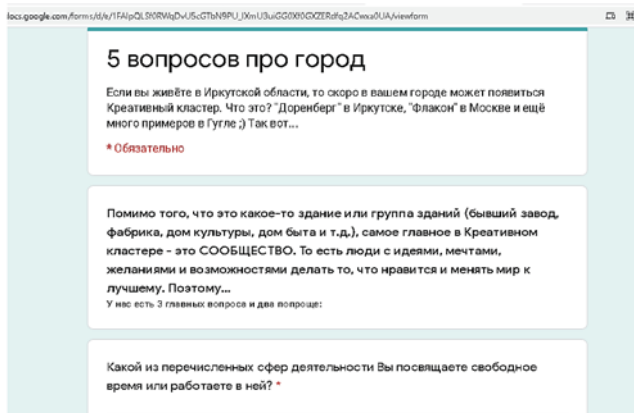 5 вопросов про город
Если вы живёте в Иркутской области, то скоро в вашем городе может появиться
Креативный кластер. Что это? "Доренберг" в Иркутске, "Флакон" в Москве и ещё
много примеров в Гугле ;) Так вот...
* Обязательно
Помимо того, что это какое-то здание или группа зданий (бывший завод,
фабрика, дом культуры, дом быта и т.д.), самое главное в Креативном
кластере - это СООБЩЕСТВО. То есть люди с идеями, мечтами,
желаниями и возможностями делать то, что нравится и менять мир к
лучшему. Поэтому...
У нас есть 3 главных вопроса и два попроще:
Какой из перечисленных сфер деятельности Вы посвящаете свободное
время или работаете в ней? *